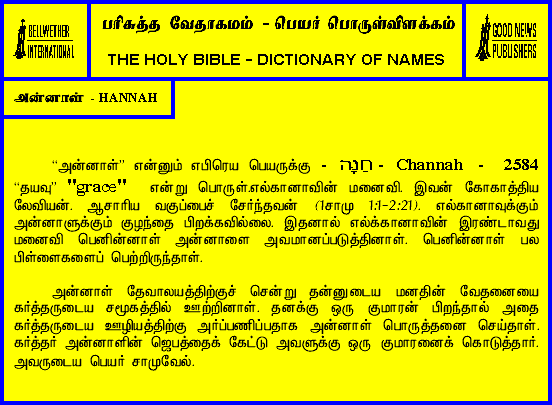 BELLWETHER
INTERNATIONAL
பரிசுத்த வேதாகமம் - பெயர் பொருள்விளக்கம்
THE HOLY BIBLE - DICTIONARY OF NAMES
GOOD NEWS
PUBLISHERS
அன்னாள் - HANNAH
“அன்னாள்” என்னும் எபிரெய பெயருக்கு - חַנָּה - Channah - 2584
“தயவு” "grace" என்று பொருள்.எல்கானாவின் மனைவி. இவன் கோகாத்திய
லேவியன். ஆசாரிய வகுப்பைச் சேர்ந்தவன் (1சாமு 1:1-2:21). எல்கானாவுக்கும்
அன்னாளுக்கும் குழந்தை பிறக்கவில்லை. இதனால் எல்க்கானாவின் இரண்டாவது
மனைவி பெனின்னாள் அன்னாளை அவமானப்படுத்தினாள். பெனின்னாள் பல
பிள்ளைகளைப் பெற்றிருந்தாள்.
அன்னாள் தேவாலயத்திற்குச் சென்று தன்னுடைய மனதின் வேதனையை
கர்த்தருடைய சமூகத்தில் ஊற்றினாள். தனக்கு ஒரு குமாரன் பிறந்தால் அதை
கர்த்தருடைய ஊழியத்திற்கு அர்ப்பணிப்பதாக அன்னாள் பொருத்தனை செய்தாள்.
கர்த்தர் அன்னாளின் ஜெபத்தைக் கேட்டு அவளுக்கு ஒரு குமாரனைக் கொடுத்தார்.
அவருடைய பெயர் சாமுவேல்.